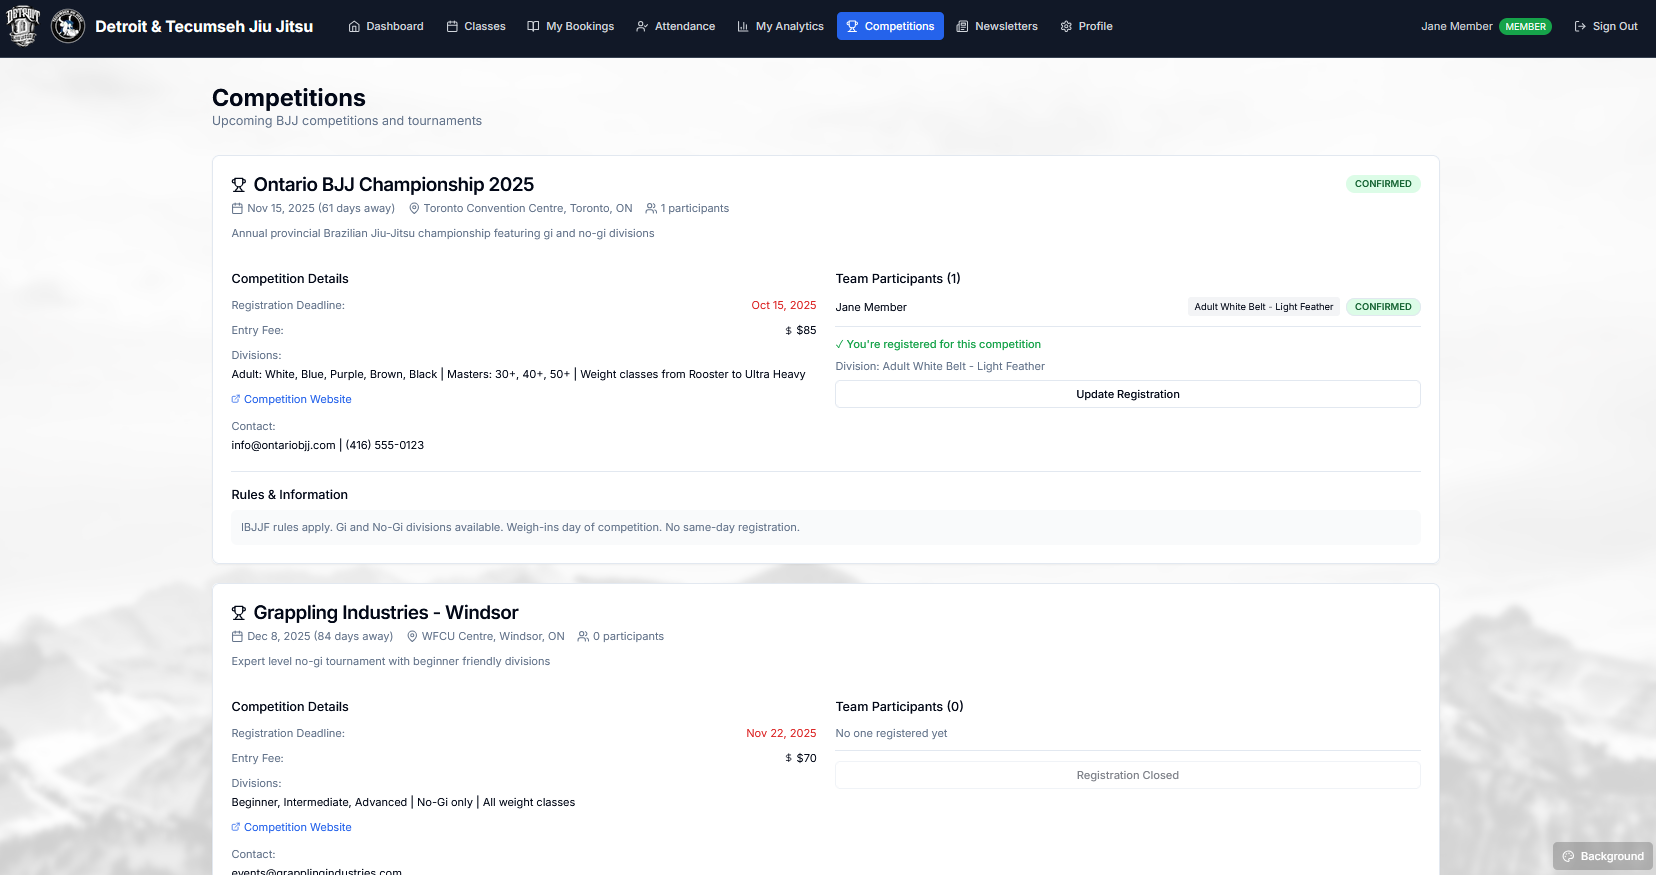 DETROIT
Detroit & Tecumseh Jiu Jitsu
Dashboard
Classes
My Bookings
Attendance
My Analytics
Competitions
Newsletters
Profile
Jane Member MEMBER
Sign Out
Competitions
Upcoming BJJ competitions and tournaments
Ontario BJJ Championship 2025
CONFIRMED
Nov 15, 2025 (61 days away) Toronto Convention Centre, Toronto, ON 1 participants
Annual provincial Brazilian Jiu-Jitsu championship featuring gi and no-gi divisions
Competition Details
Registration Deadline: Oct 15, 2025
Entry Fee: $ $85
Divisions:
Adult: White, Blue, Purple, Brown, Black | Masters: 30+, 40+, 50+ | Weight classes from Rooster to Ultra Heavy
Competition Website
Contact:
info@ontariobjj.com | (416) 555-0123
Team Participants (1)
Jane Member Adult White Belt - Light Feather CONFIRMED
✓ You're registered for this competition
Division: Adult White Belt - Light Feather
Update Registration
Rules & Information
IBJJF rules apply. Gi and No-Gi divisions available. Weigh-ins day of competition. No same-day registration.
Grappling Industries - Windsor
Dec 8, 2025 (84 days away) WFCU Centre, Windsor, ON 0 participants
Expert level no-gi tournament with beginner friendly divisions
Competition Details
Registration Deadline: Nov 22, 2025
Entry Fee: $ $70
Divisions:
Beginner, Intermediate, Advanced | No-Gi only | All weight classes
Competition Website
Contact:
events@grapplingindustries.com
Team Participants (0)
No one registered yet
Registration Closed
Background